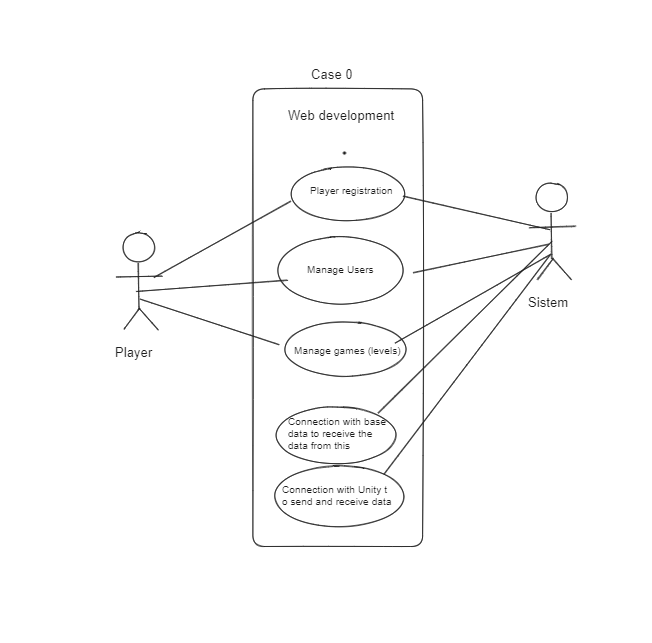 Case 0
Web development
Player registration
Manage Users
Manage games (levels)
Connection with base
data to receive the
data from this
Connection with Unity t
o send and receive data
Player
Sistem